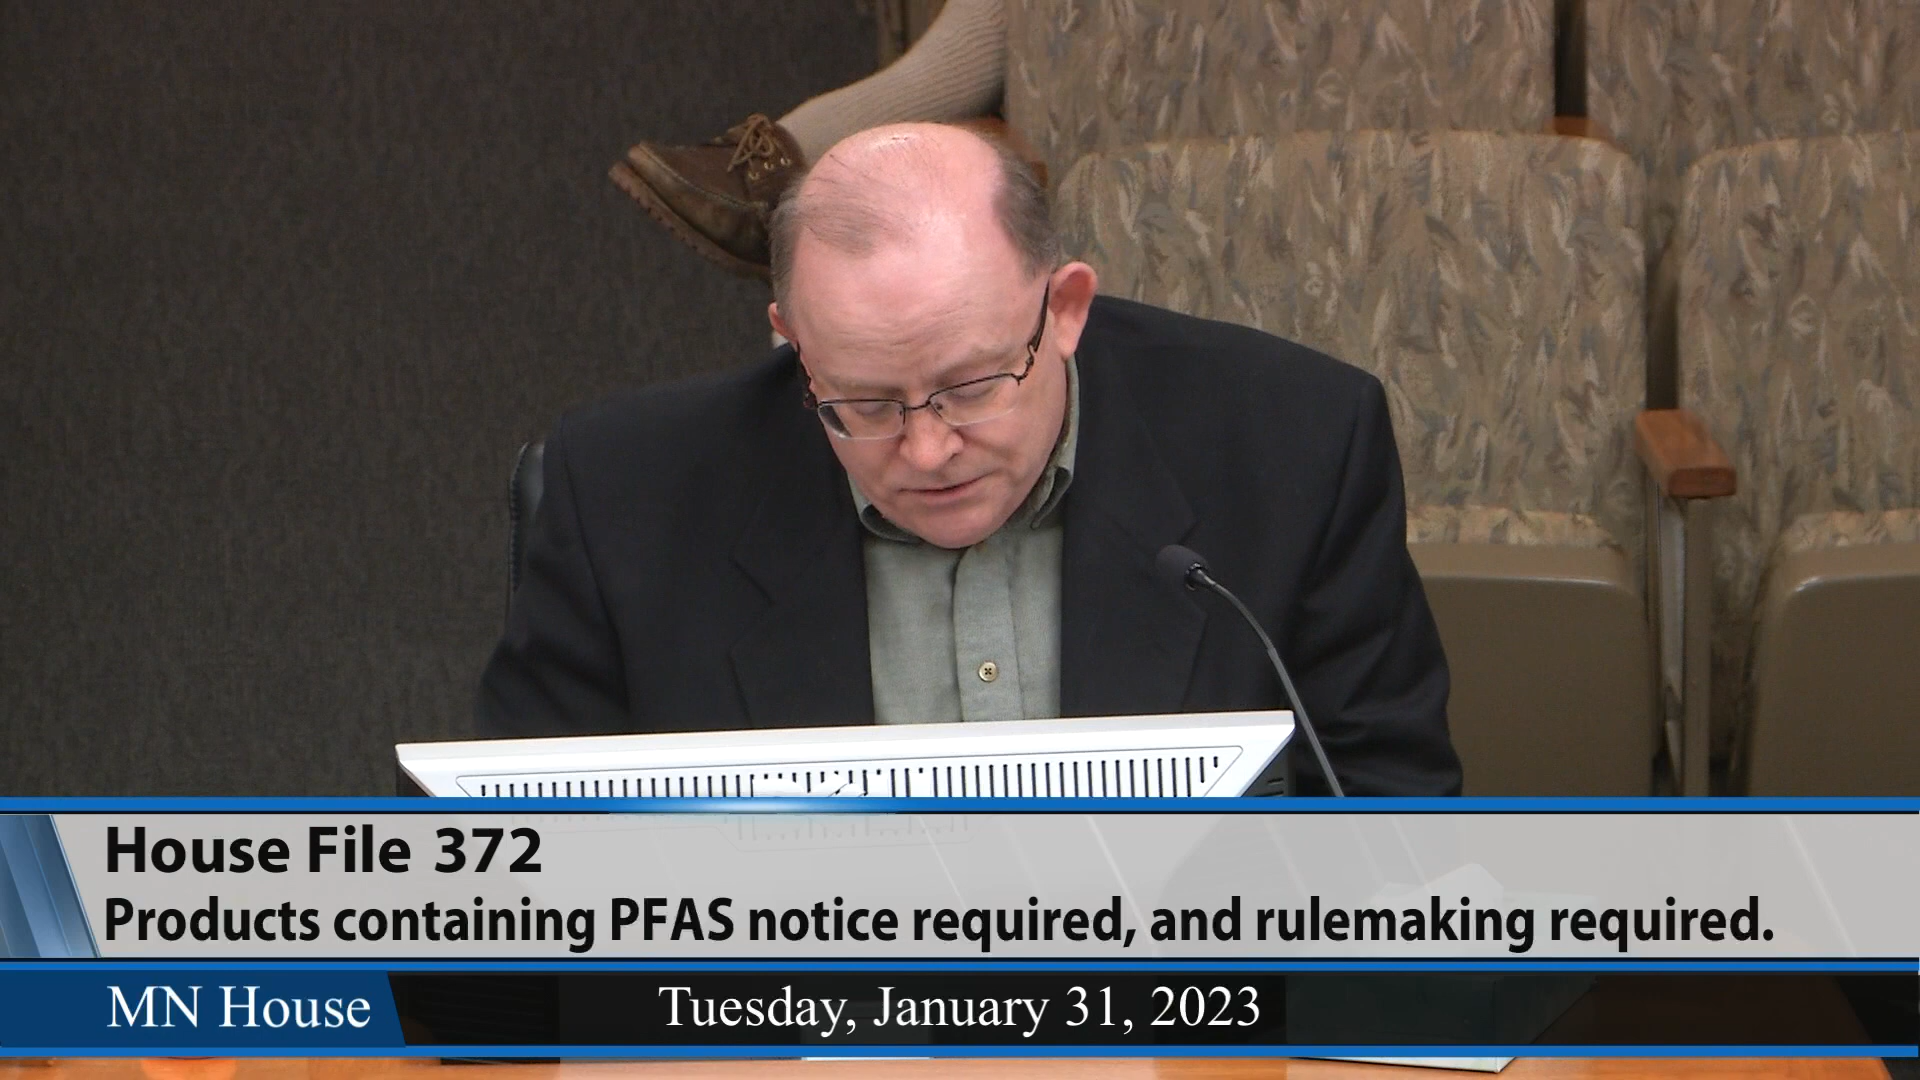 House File 372
Products containing PFAS notice required, and rulemaking required.
MN House
Tuesday, January 31, 2023